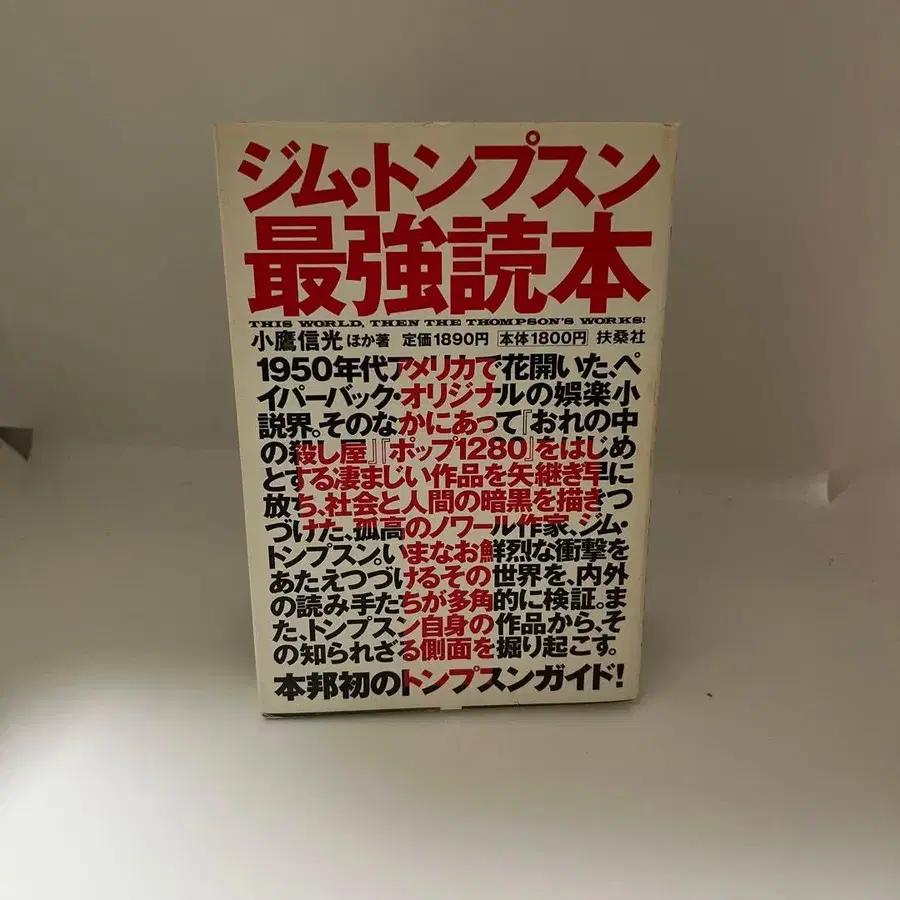 ジム・トンプスン
最強読本
THIS WORLD, THEN THE THOMPSON'S WORKS!
小鷹信光 ほか著 定価1890円 本体1800円 扶桑社
1950年代アメリカで花開いた、ペ
イパーバック・オリジナルの娯楽小
説界。そのなかにあって『おれの中
の殺し屋』『ポップ1280』をはじめ
とする凄まじい作品を矢継ぎ早に
放ち、社会と人間の暗黒を描きつ
づけた、孤高のノワール作家、ジム・
トンプスン。いまなお鮮烈な衝撃を
あたえつづけるその世界を、内外
の読み手たちが多角的に検証。ま
た、トンプスン自身の作品から、そ
の知られざる側面を掘り起こす。
本邦初のトンプスンガイド!